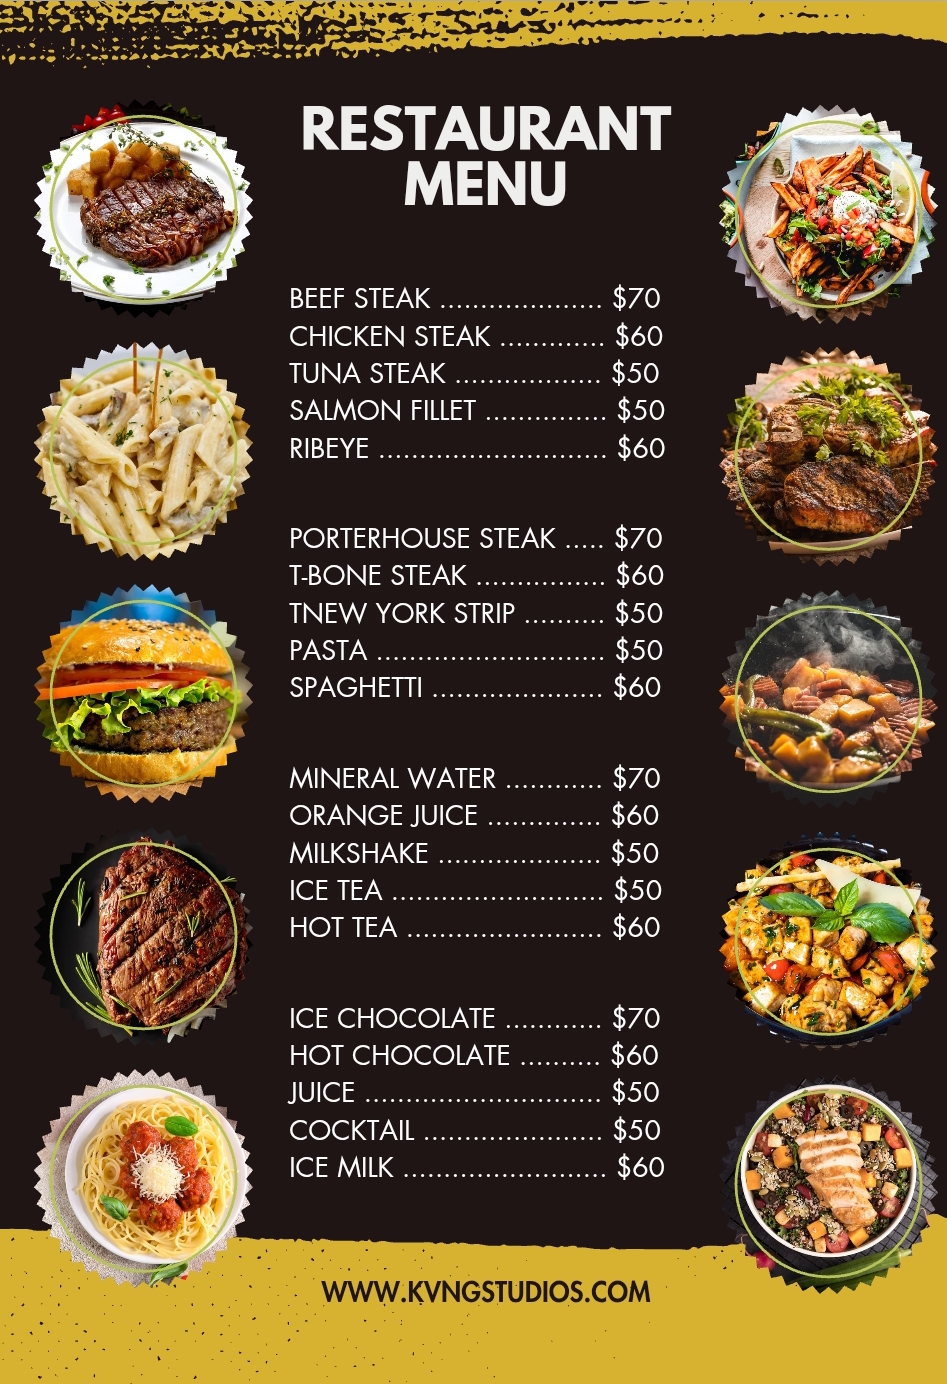 RESTAURANT
MENU
BEEF STEAK ..................... $70
CHICKEN STEAK ............. $60
TUNA STEAK .................. $50
SALMON FILLET ............... $50
RIBEYE ............................ $60
PORTERHOUSE STEAK ..... $70
T-BONE STEAK ................ $60
TNEW YORK STRIP .......... $50
PASTA ............................ $50
SPAGHETTI ..................... $60
MINERAL WATER ............ $70
ORANGE JUICE .............. $60
MILKSHAKE .................... $50
ICE TEA .......................... $50
HOT TEA ........................ $60
ICE CHOCOLATE ............ $70
HOT CHOCOLATE .......... $60
JUICE ............................. $50
COCKTAIL ...................... $50
ICE MILK ......................... $60
WWW.KVNGSTUDIOS.COM